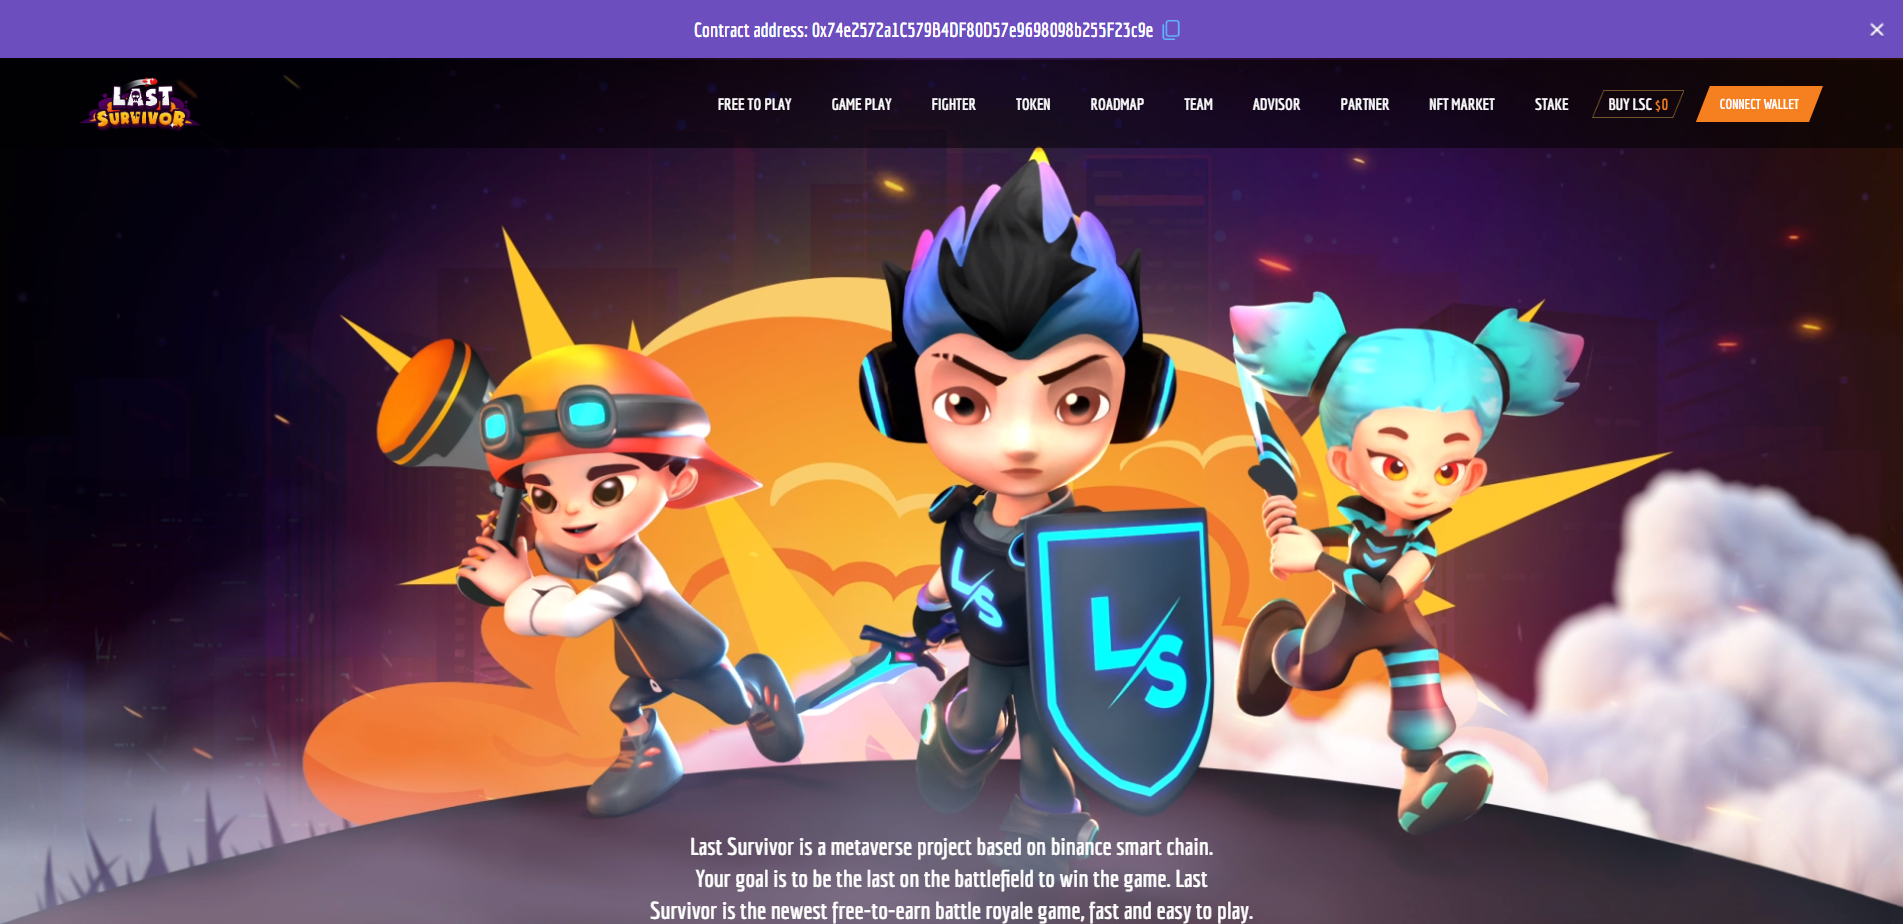 Contract address: 0x74e2572a1C579B4DF80D57e9698098b255F23c9e
LAST
SURVIVOR
FREE TO PLAY GAME PLAY FIGHTER TOKEN ROADMAP TEAM ADVISOR PARTNER NFT MARKET STAKE BUY LSC $0 CONNECT WALLET
LS
LS
Last Survivor is a metaverse project based on binance smart chain.
Your goal is to be the last on the battlefield to win the game. Last
Survivor is the newest free-to-earn battle royale game, fast and easy to play.